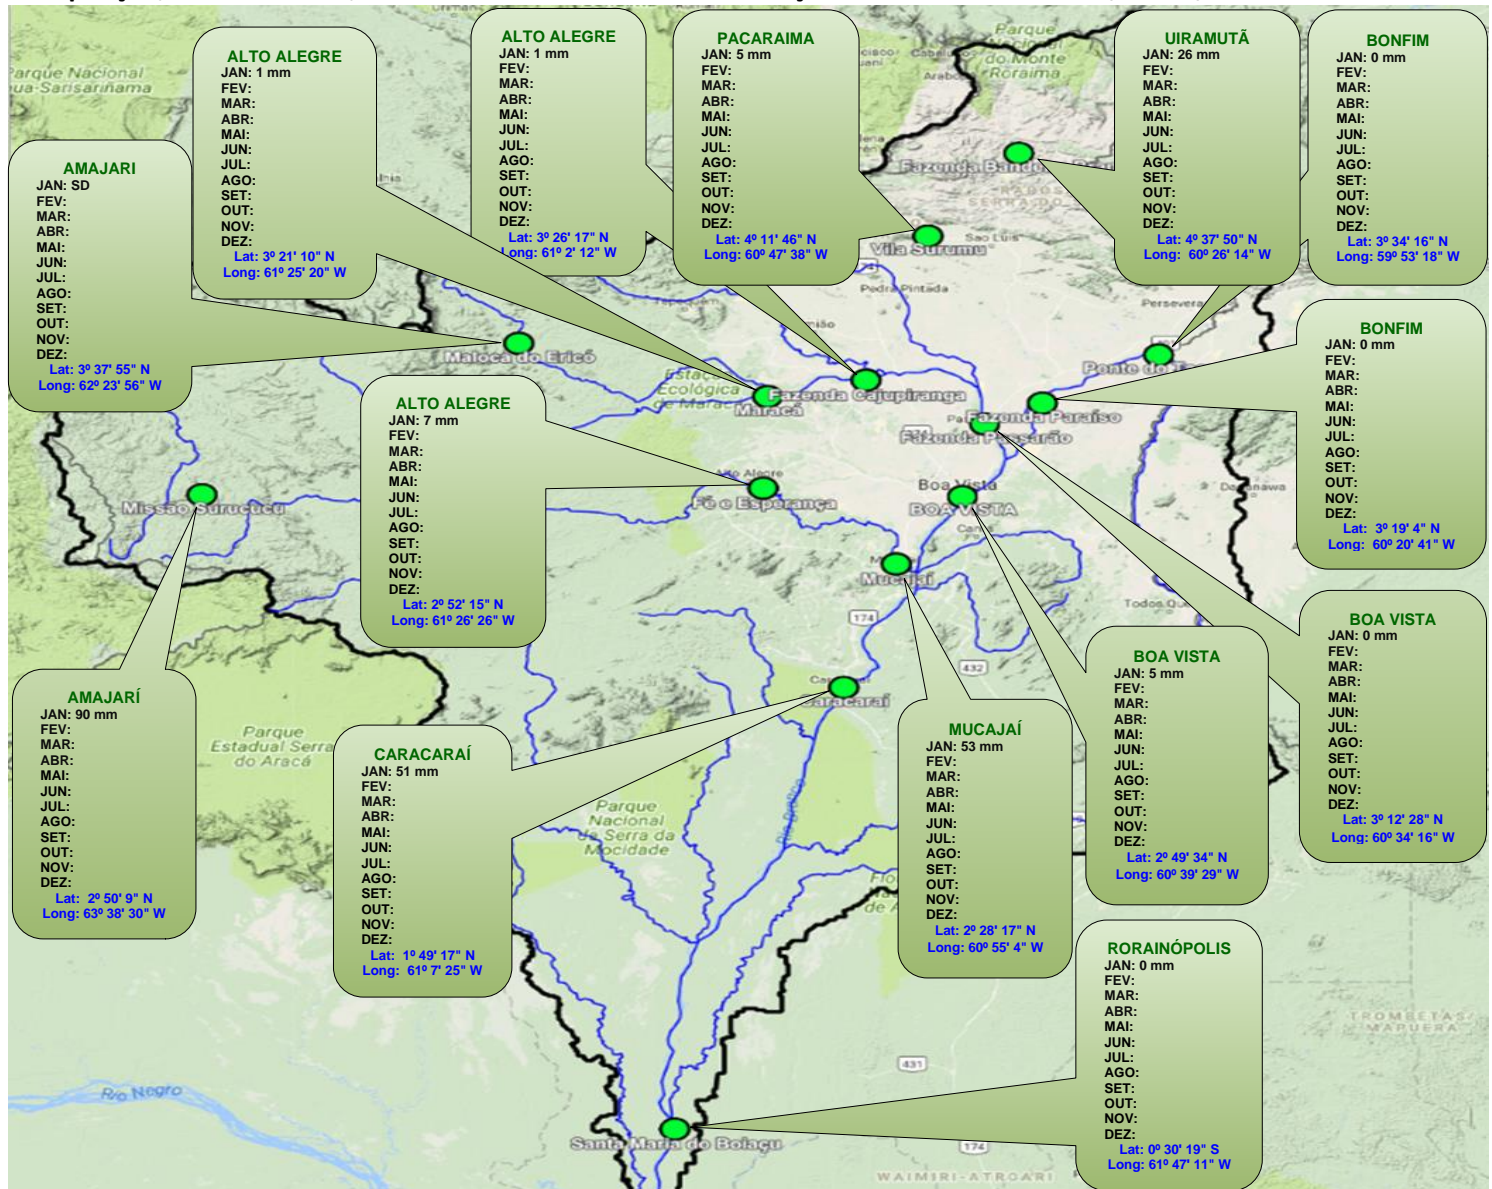 ALTO ALEGRE
JAN: 1 mm
FEV:
MAR:
ABR:
MAI:
JUN:
JUL:
AGO:
SET:
OUT:
NOV:
DEZ:
Lat: 3º 21' 10" N
Long: 61º 25' 20" W
ALTO ALEGRE
JAN: 1 mm
FEV:
MAR:
ABR:
MAI:
JUN:
JUL:
AGO:
SET:
OUT:
NOV:
DEZ:
Lat: 3º 26' 17" N
Long: 61º 2' 12" W
PACARAIMA
JAN: 5 mm
FEV:
MAR:
ABR:
MAI:
JUN:
JUL:
AGO:
SET:
OUT:
NOV:
DEZ:
Lat: 4º 11' 46" N
Long: 60º 47' 38" W
UIRAMUTÃ
JAN: 26 mm
FEV:
MAR:
ABR:
MAI:
JUN:
JUL:
AGO:
SET:
OUT:
NOV:
DEZ:
Lat: 4º 37' 50" N
Long: 60º 26' 14" W
BONFIM
JAN: 0 mm
FEV:
MAR:
ABR:
MAI:
JUN:
JUL:
AGO:
SET:
OUT:
NOV:
DEZ:
Lat: 3º 34' 16" N
Long: 59º 53' 18" W
AMAJARI
JAN: SD
FEV:
MAR:
ABR:
MAI:
JUN:
JUL:
AGO:
SET:
OUT:
NOV:
DEZ:
Lat: 3º 37' 55" N
Long: 62º 23' 56" W
BONFIM
JAN: 0 mm
FEV:
MAR:
ABR:
MAI:
JUN:
JUL:
AGO:
SET:
OUT:
NOV:
DEZ:
Lat: 3º 19' 4" N
Long: 60º 20' 41" W
ALTO ALEGRE
JAN: 7 mm
FEV:
MAR:
ABR:
MAI:
JUN:
JUL:
AGO:
SET:
OUT:
NOV:
DEZ:
Lat: 2º 52' 15" N
Long: 61º 26' 26" W
BOA VISTA
JAN: 0 mm
FEV:
MAR:
ABR:
MAI:
JUN:
JUL:
AGO:
SET:
OUT:
NOV:
DEZ:
Lat: 3º 12' 28" N
Long: 60º 34' 16" W
BOA VISTA
JAN: 5 mm
FEV:
MAR:
ABR:
MAI:
JUN:
JUL:
AGO:
SET:
OUT:
NOV:
DEZ:
Lat: 2º 49' 34" N
Long: 60º 39' 29" W
AMAJARÍ
JAN: 90 mm
FEV:
MAR:
ABR:
MAI:
JUN:
JUL:
AGO:
SET:
OUT:
NOV:
DEZ:
Lat: 2º 50' 9" N
Long: 63º 38' 30" W
CARACARAÍ
JAN: 51 mm
FEV:
MAR:
ABR:
MAI:
JUN:
JUL:
AGO:
SET:
OUT:
NOV:
DEZ:
Lat: 1º 49' 17" N
Long: 61º 7' 25" W
MUCAJAÍ
JAN: 53 mm
FEV:
MAR:
ABR:
MAI:
JUN:
JUL:
AGO:
SET:
OUT:
NOV:
DEZ:
Lat: 2º 28' 17" N
Long: 60º 55' 4" W
RORAINÓPOLIS
JAN: 0 mm
FEV:
MAR:
ABR:
MAI:
JUN:
JUL:
AGO:
SET:
OUT:
NOV:
DEZ:
Lat: 0º 30' 19" S
Long: 61º 47' 11" W
Parque Nacional
Parque
do Monte
Roraima
Fazenda
Vila Surumu
Sao Luis
Pedra Pintada
Maloca do Ericó
Ponte do
Ecológica
Maracá
Fazenda Cajupiranga
Fazenda Paraíso
Fazenda Passarão
Missão Surucucu
Alto Alegre
Fé e Esperança
Boa Vista
BOA VISTA
Mucajaí
174
432
Caracaraí
Parque
Estadual Serra
do Aracá
Parque
Nacional
da Serra da
Mocidade
Rio Branco
Rio Negro
431
174
Santa Maria do Boiaçu
TROMBETAS/
MAPUERA
WAIMIRI-ATROARI